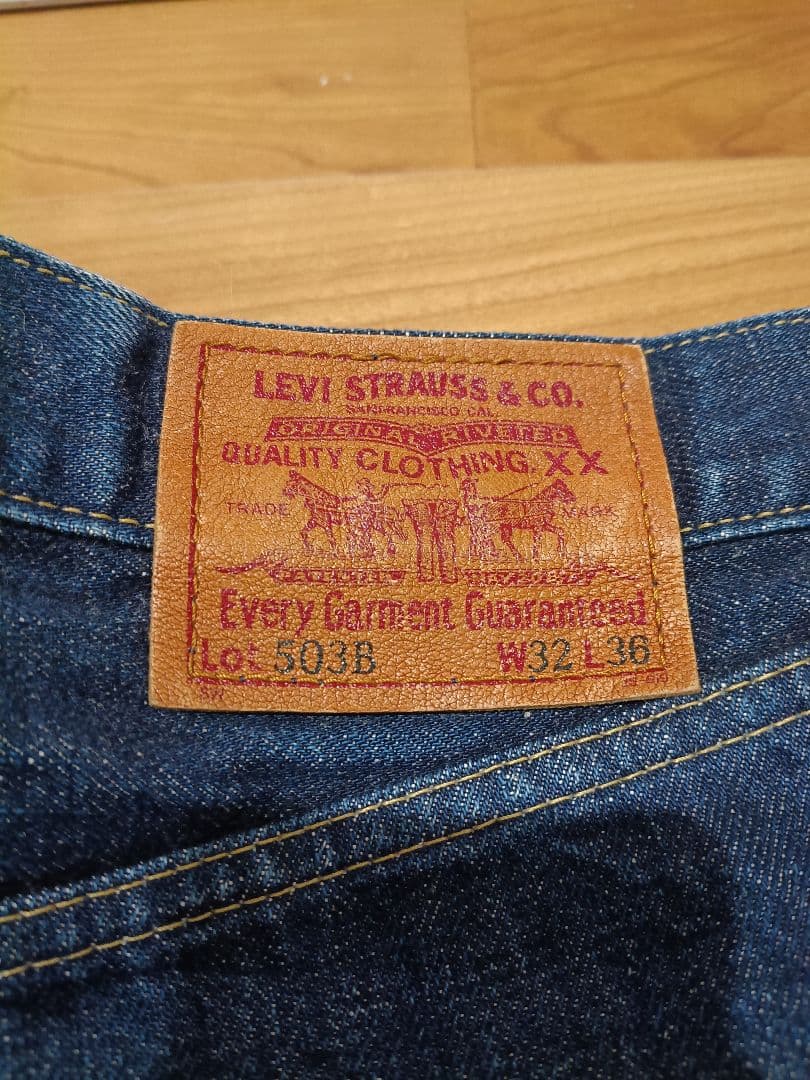 LEVI STRAUSS & CO.
SAN FRANCISCO CAL.
ORIGINAL RIVETED
QUALITY CLOTHING. XX
TRADE MARK
Every Garment Guaranteed
Lot 503B W32 L36